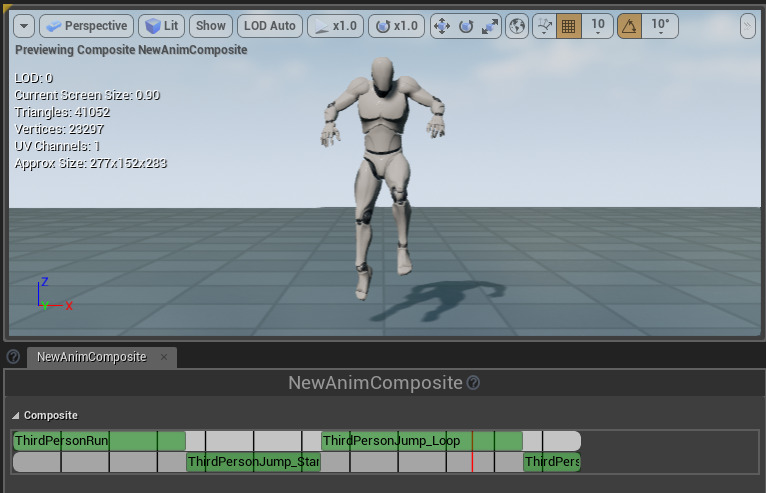 Perspective Lit Show LOD Auto x1.0 x1.0 10 10°
Previewing Composite NewAnimComposite
LOD: 0
Current Screen Size: 0.90
Triangles: 41052
Vertices: 23297
UV Channels: 1
Approx Size: 277x152x283
Z
Y X
NewAnimComposite
NewAnimComposite
Composite
ThirdPersonRun ThirdPersonJump_Loop
ThirdPersonJump_Star ThirdPers